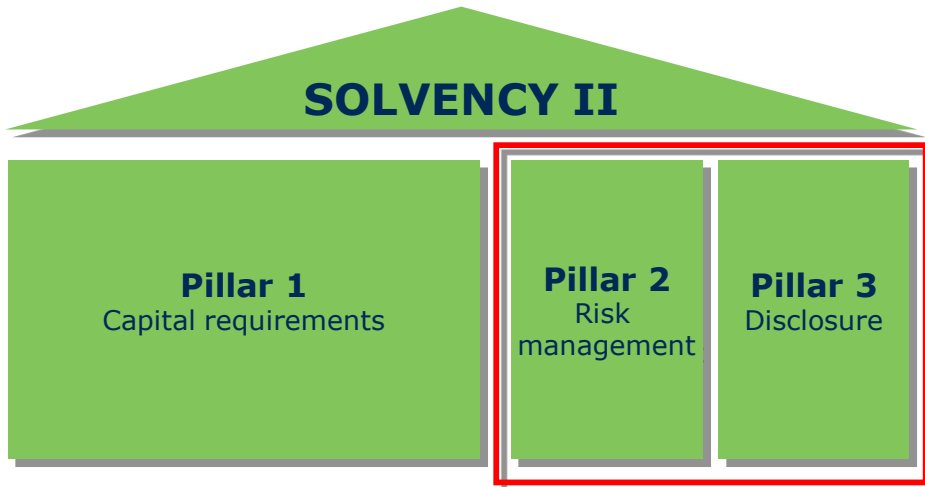 SOLVENCY II
Pillar 1
Capital requirements
Pillar 2
Risk
management
Pillar 3
Disclosure